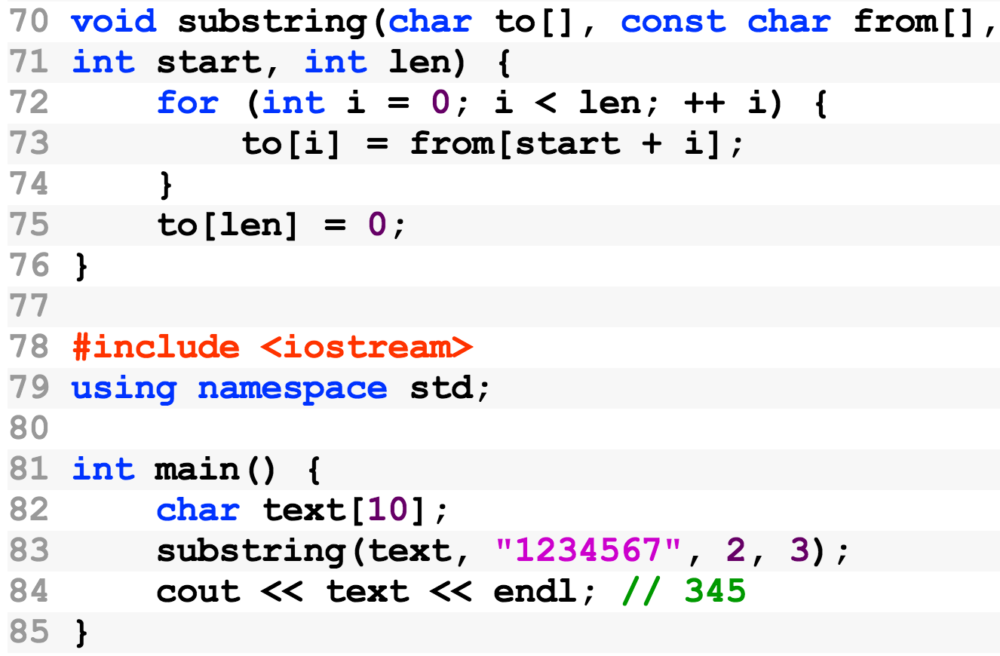 70 void substring(char to[], const char from[],
71 int start, int len) {
72     for (int i = 0; i < len; ++ i) {
73         to[i] = from[start + i];
74     }
75     to[len] = 0;
76 }
77
78 #include <iostream>
79 using namespace std;
80
81 int main() {
82     char text[10];
83     substring(text, "1234567", 2, 3);
84     cout << text << endl; // 345
85 }